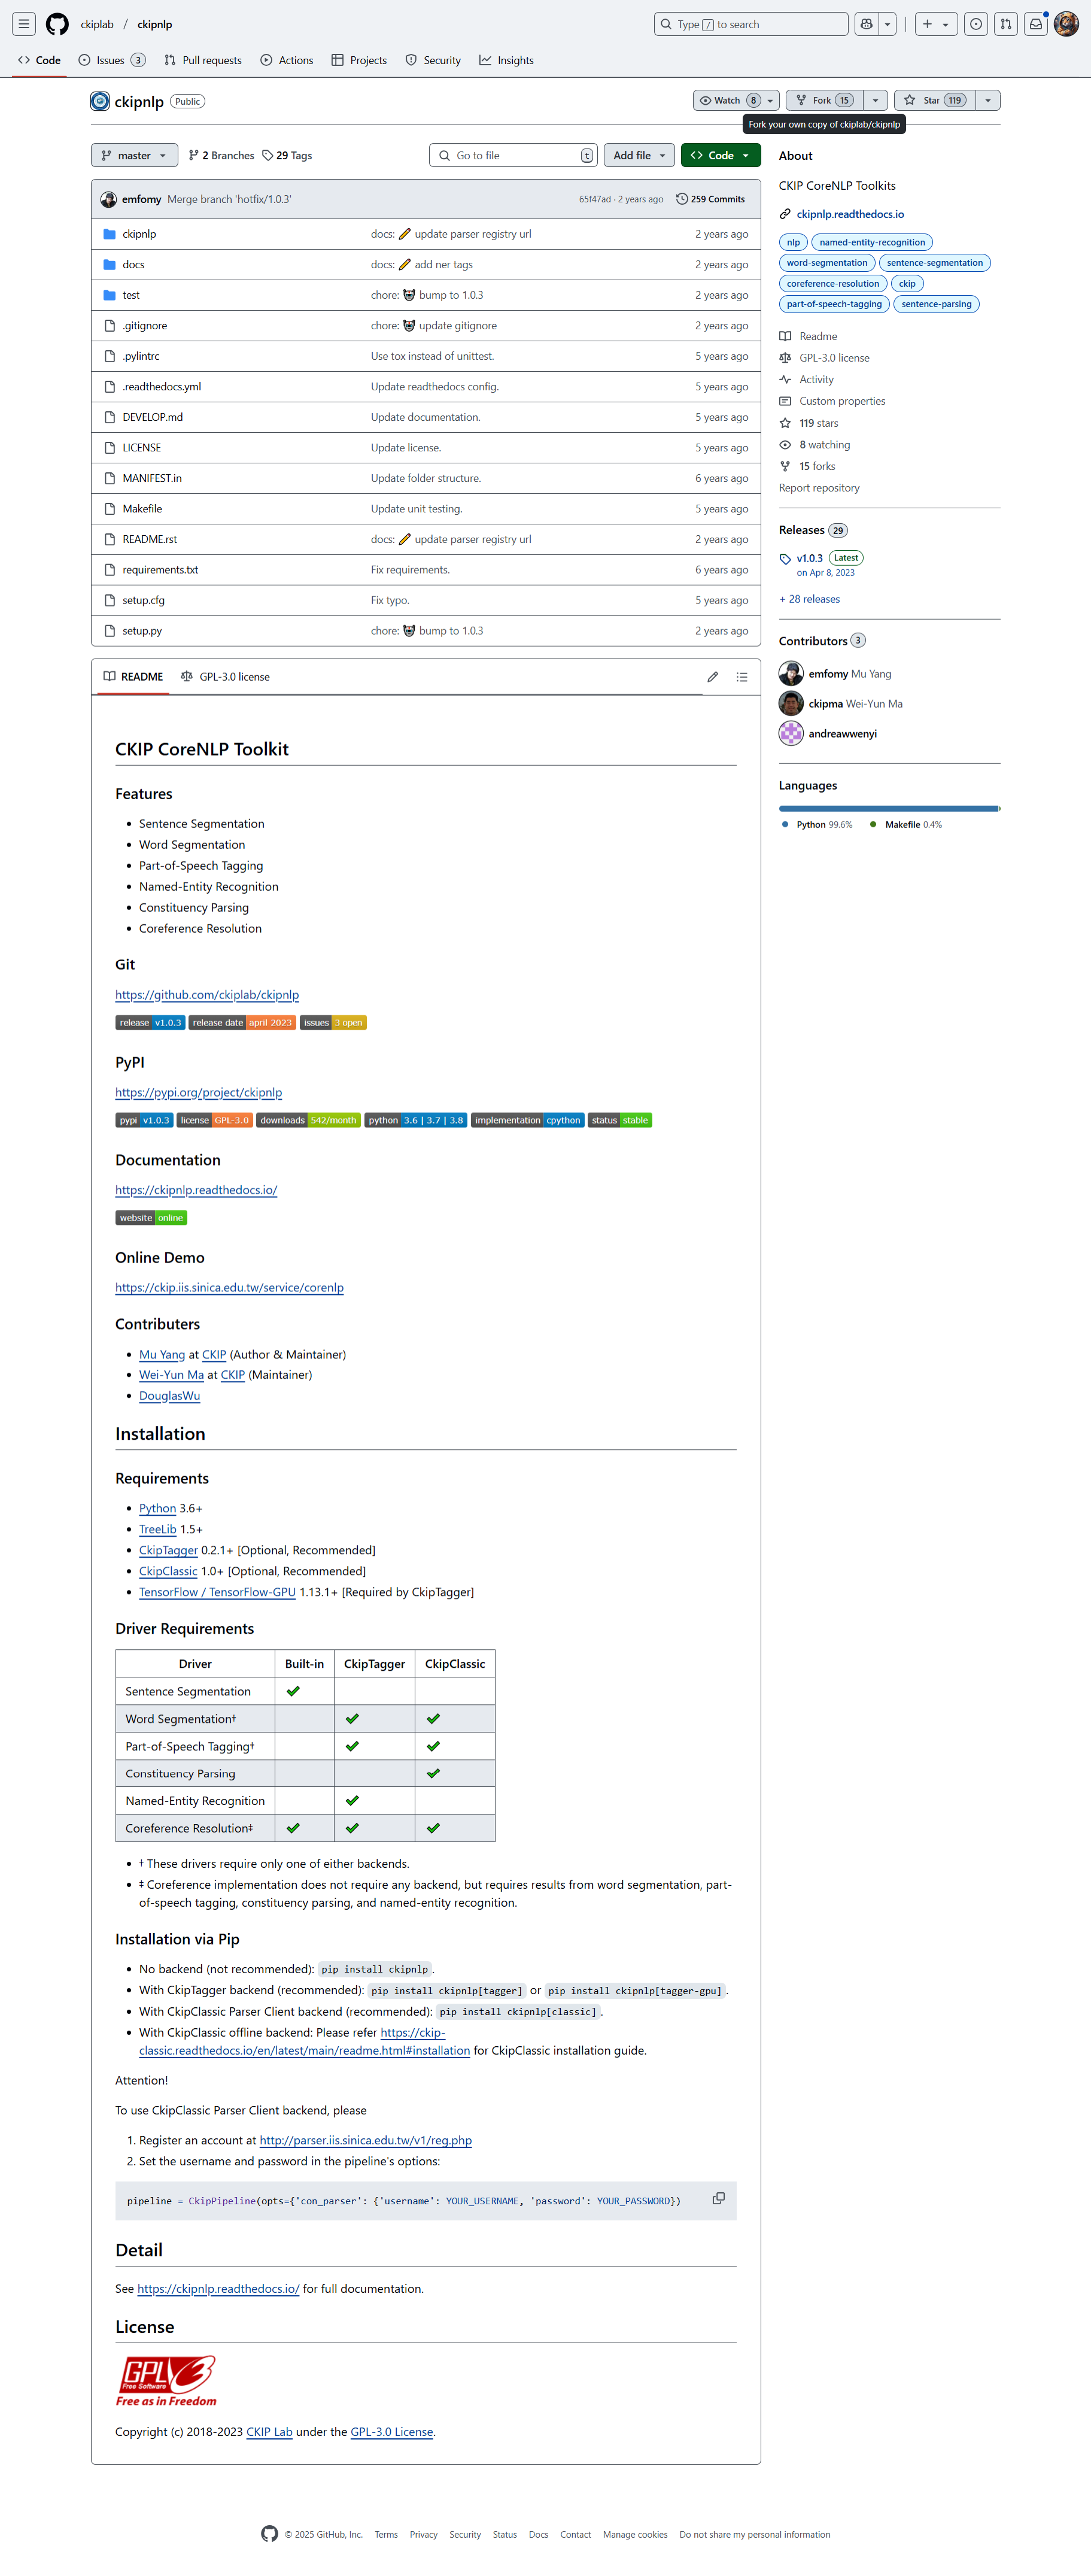 ckiplab / ckipnlp
Type / to search
Code
Issues 3
Pull requests
Actions
Projects
Security
Insights
ckipnlp Public
Watch 8
Fork 15
Star 119
Fork your own copy of ckiplab/ckipnlp
master
2 Branches
29 Tags
Go to file t
Add file
Code
emfomy Merge branch 'hotfix/1.0.3' 65f47ad · 2 years ago 259 Commits
ckipnlp docs: update parser registry url 2 years ago
docs docs: add ner tags 2 years ago
test chore: bump to 1.0.3 2 years ago
.gitignore chore: update gitignore 2 years ago
.pylintrc Use tox instead of unittest. 5 years ago
.readthedocs.yml Update readthedocs config. 5 years ago
DEVELOP.md Update documentation. 5 years ago
LICENSE Update license. 5 years ago
MANIFEST.in Update folder structure. 6 years ago
Makefile Update unit testing. 5 years ago
README.rst docs: update parser registry url 2 years ago
requirements.txt Fix requirements. 6 years ago
setup.cfg Fix typo. 5 years ago
setup.py chore: bump to 1.0.3 2 years ago
README
GPL-3.0 license
CKIP CoreNLP Toolkit
Features
Sentence Segmentation
Word Segmentation
Part-of-Speech Tagging
Named-Entity Recognition
Constituency Parsing
Coreference Resolution
Git
https://github.com/ckiplab/ckipnlp
release v1.0.3 release date april 2023 issues 3 open
PyPI
https://pypi.org/project/ckipnlp
pypi v1.0.3 license GPL-3.0 downloads 542/month python 3.6 | 3.7 | 3.8 implementation cpython status stable
Documentation
https://ckipnlp.readthedocs.io/
website online
Online Demo
https://ckip.iis.sinica.edu.tw/service/corenlp
Contributers
Mu Yang at CKIP (Author & Maintainer)
Wei-Yun Ma at CKIP (Maintainer)
DouglasWu
Installation
Requirements
Python 3.6+
TreeLib 1.5+
CkipTagger 0.2.1+ [Optional, Recommended]
CkipClassic 1.0+ [Optional, Recommended]
TensorFlow / TensorFlow-GPU 1.13.1+ [Required by CkipTagger]
Driver Requirements
Driver Built-in CkipTagger CkipClassic
Sentence Segmentation ✔
Word Segmentation† ✔ ✔
Part-of-Speech Tagging† ✔ ✔
Constituency Parsing ✔
Named-Entity Recognition ✔
Coreference Resolution‡ ✔ ✔ ✔
† These drivers require only one of either backends.
‡ Coreference implementation does not require any backend, but requires results from word segmentation, part-
of-speech tagging, constituency parsing, and named-entity recognition.
Installation via Pip
No backend (not recommended): pip install ckipnlp.
With CkipTagger backend (recommended): pip install ckipnlp[tagger] or pip install ckipnlp[tagger-gpu].
With CkipClassic Parser Client backend (recommended): pip install ckipnlp[classic].
With CkipClassic offline backend: Please refer https://ckip-
classic.readthedocs.io/en/latest/main/readme.html#installation for CkipClassic installation guide.
Attention!
To use CkipClassic Parser Client backend, please
1. Register an account at http://parser.iis.sinica.edu.tw/v1/reg.php
2. Set the username and password in the pipeline's options:
pipeline = CkipPipeline(opts={'con_parser': {'username': YOUR_USERNAME, 'password': YOUR_PASSWORD})
Detail
See https://ckipnlp.readthedocs.io/ for full documentation.
License
GPLv3
Free Software
Free as in Freedom
Copyright (c) 2018-2023 CKIP Lab under the GPL-3.0 License.
About
CKIP CoreNLP Toolkits
ckipnlp.readthedocs.io
nlp named-entity-recognition
word-segmentation sentence-segmentation
coreference-resolution ckip
part-of-speech-tagging sentence-parsing
Readme
GPL-3.0 license
Activity
Custom properties
119 stars
8 watching
15 forks
Report repository
Releases 29
v1.0.3 Latest
on Apr 8, 2023
+ 28 releases
Contributors 3
emfomy Mu Yang
ckipma Wei-Yun Ma
andreawwenyi
Languages
Python 99.6% Makefile 0.4%
© 2025 GitHub, Inc. Terms Privacy Security Status Docs Contact Manage cookies Do not share my personal information